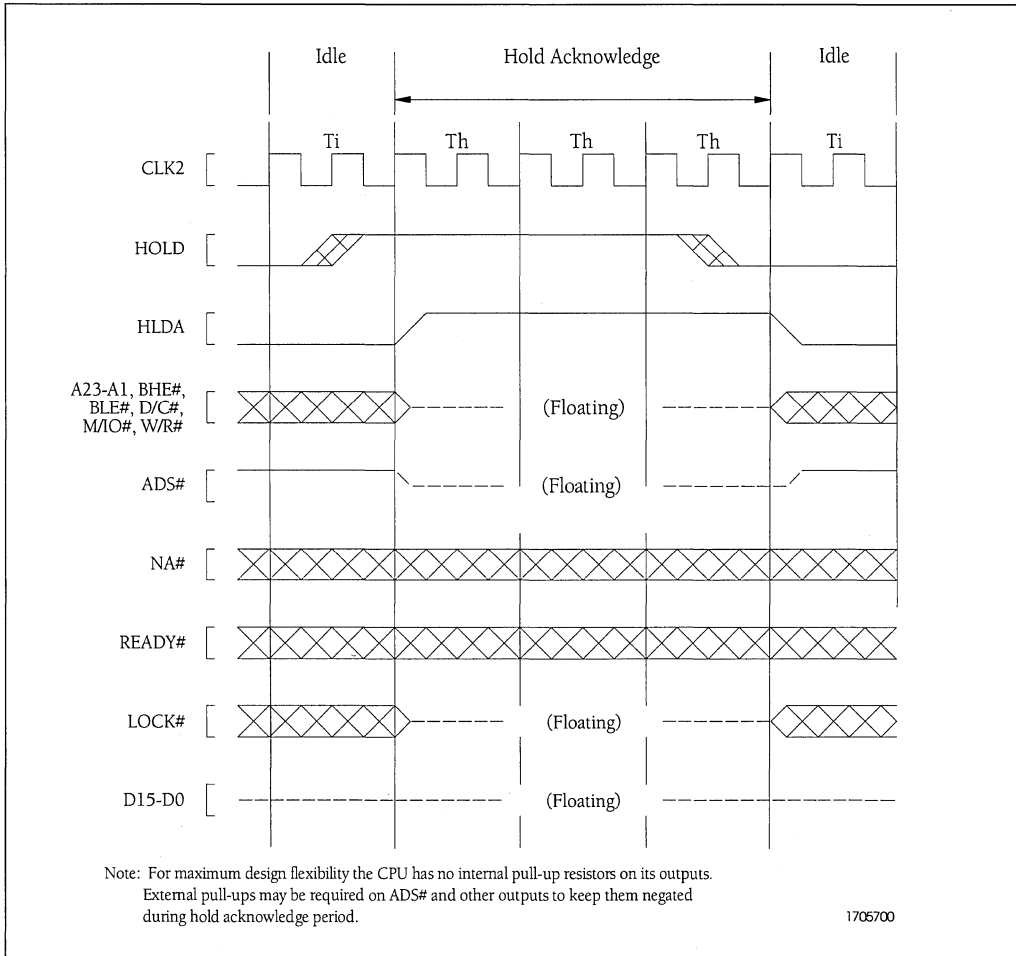 Idle Hold Acknowledge Idle
Ti Th Th Th Ti
CLK2
HOLD
HLDA
A23-A1, BHE#,
BLE#, D/C#,
M/IO#, W/R#
(Floating)
ADS#
(Floating)
NA#
READY#
LOCK#
(Floating)
D15-D0
(Floating)
Note: For maximum design flexibility the CPU has no internal pull-up resistors on its outputs.
External pull-ups may be required on ADS# and other outputs to keep them negated
during hold acknowledge period.
1705700